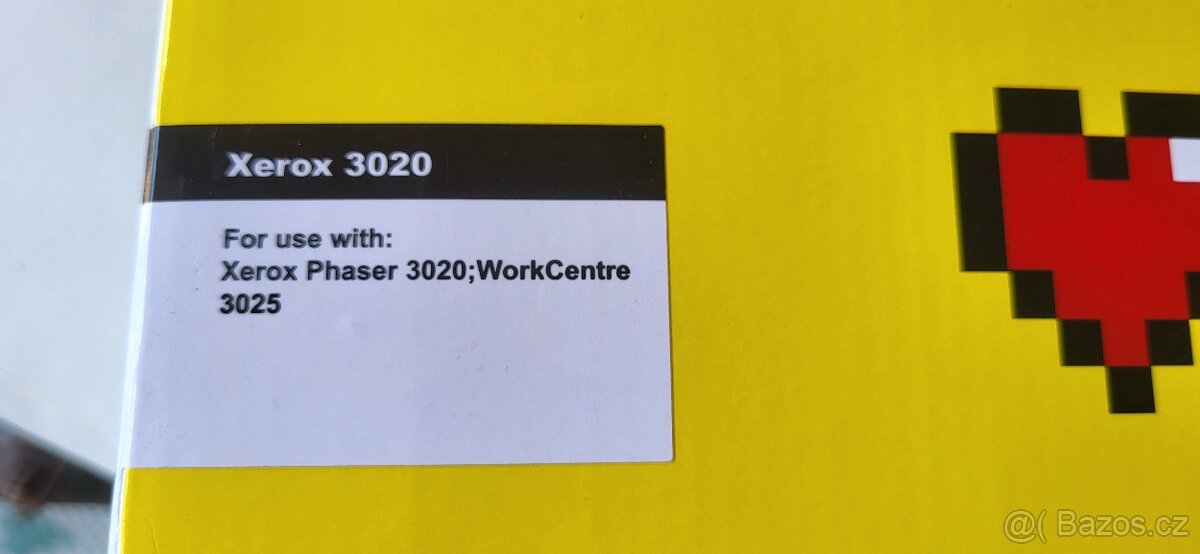 Xerox 3020
For use with:
Xerox Phaser 3020;WorkCentre
3025
@( Bazos.cz